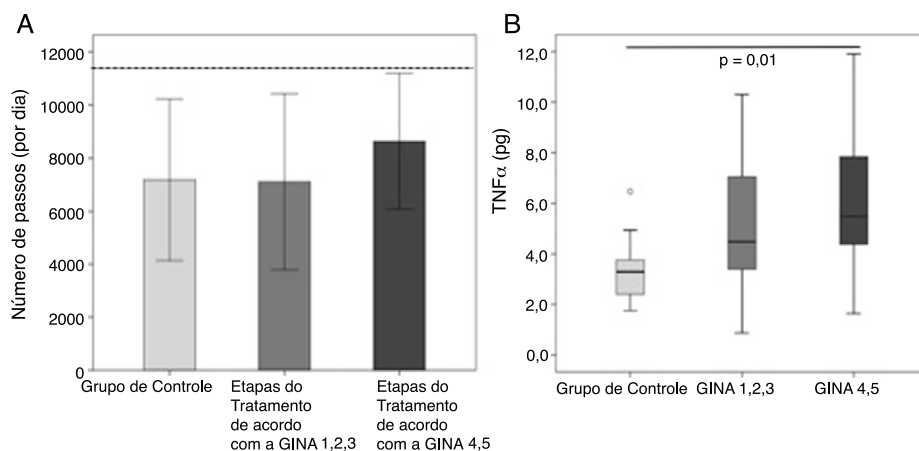 A
Número de passos (por dia)
12000
10000
8000
6000
4000
2000
0
Grupo de Controle
Etapas do
Tratamento
de acordo
com a GINA 1,2,3
Etapas do
Tratamento
de acordo
com a GINA 4,5
B
TNFα (pg)
12,0
10,0
8,0
6,0
4,0
2,0
0,0
p = 0,01
Grupo de Controle
GINA 1,2,3
GINA 4,5